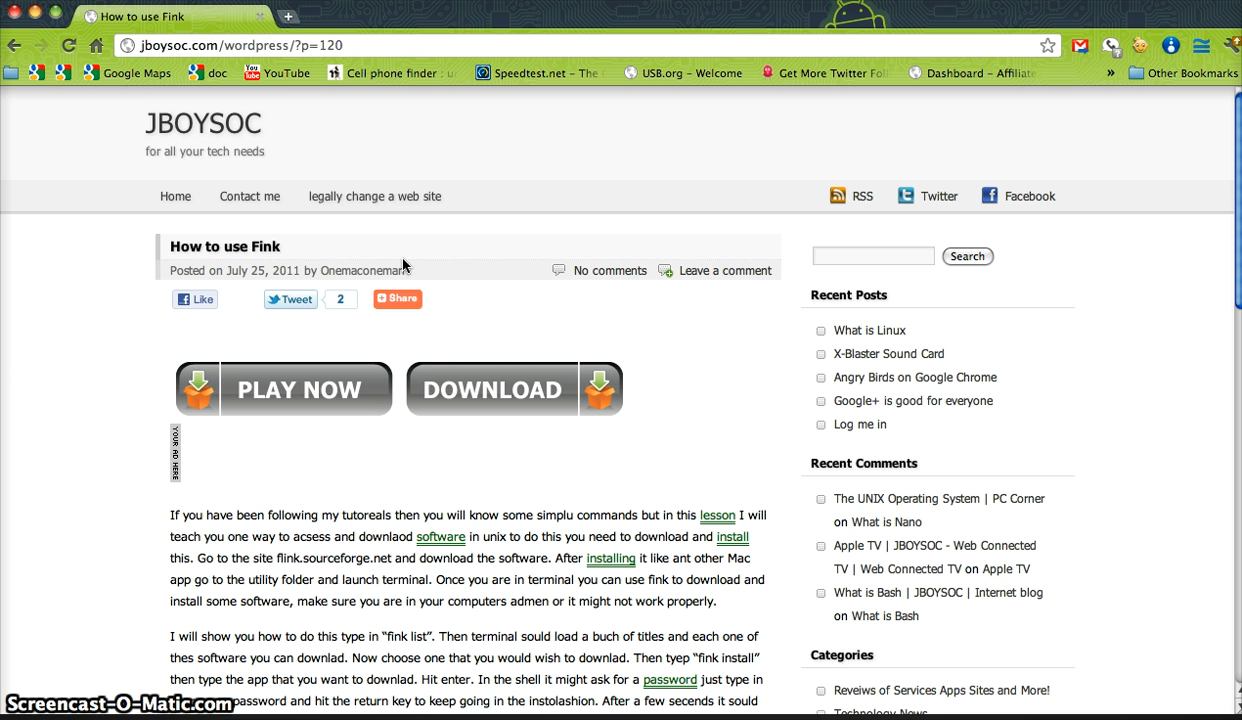 How to use Fink
jboysoc.com/wordpress/?p=120
Google Maps
doc
YouTube
Cell phone finder : u
Speedtest.net – The
USB.org – Welcome
Get More Twitter Fol
Dashboard – Affiliate
»
Other Bookmarks
JBOYSOC
for all your tech needs
Home
Contact me
legally change a web site
RSS
Twitter
Facebook
How to use Fink
Posted on July 25, 2011 by Onemaconeman
No comments
Leave a comment
Like
Tweet
2
Share
PLAY NOW
DOWNLOAD
YOUR AD HERE
If you have been following my tutoreals then you will know some simplu commands but in this lesson I will
teach you one way to acsess and downlaod software in unix to do this you need to download and install
this. Go to the site flink.sourceforge.net and download the software. After installing it like ant other Mac
app go to the utility folder and launch terminal. Once you are in terminal you can use fink to download and
install some software, make sure you are in your computers admen or it might not work properly.
I will show you how to do this type in “fink list”. Then terminal sould load a buch of titles and each one of
thes software you can downlad. Now choose one that you would wish to downlad. Then tyep “fink install”
then type the app that you want to downlad. Hit enter. In the shell it might ask for a password just type in
password and hit the return key to keep going in the instolashion. After a few seconds it sould
Search
Recent Posts
What is Linux
X-Blaster Sound Card
Angry Birds on Google Chrome
Google+ is good for everyone
Log me in
Recent Comments
The UNIX Operating System | PC Corner
on What is Nano
Apple TV | JBOYSOC - Web Connected
TV | Web Connected TV on Apple TV
What is Bash | JBOYSOC | Internet blog
on What is Bash
Categories
Reveiws of Services Apps Sites and More!
Technology News
Screencast-O-Matic.com